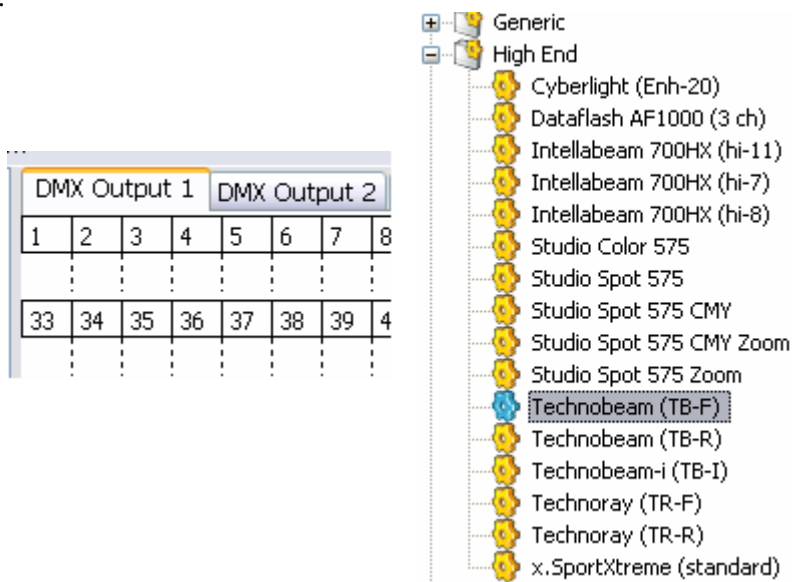 DMX Output 1 DMX Output 2
1 2 3 4 5 6 7 8
33 34 35 36 37 38 39 4
Generic
High End
Cyberlight (Enh-20)
Dataflash AF1000 (3 ch)
Intellabeam 700HX (hi-11)
Intellabeam 700HX (hi-7)
Intellabeam 700HX (hi-8)
Studio Color 575
Studio Spot 575
Studio Spot 575 CMY
Studio Spot 575 CMY Zoom
Studio Spot 575 Zoom
Technobeam (TB-F)
Technobeam (TB-R)
Technobeam-i (TB-I)
Technoray (TR-F)
Technoray (TR-R)
x.SportXtreme (standard)